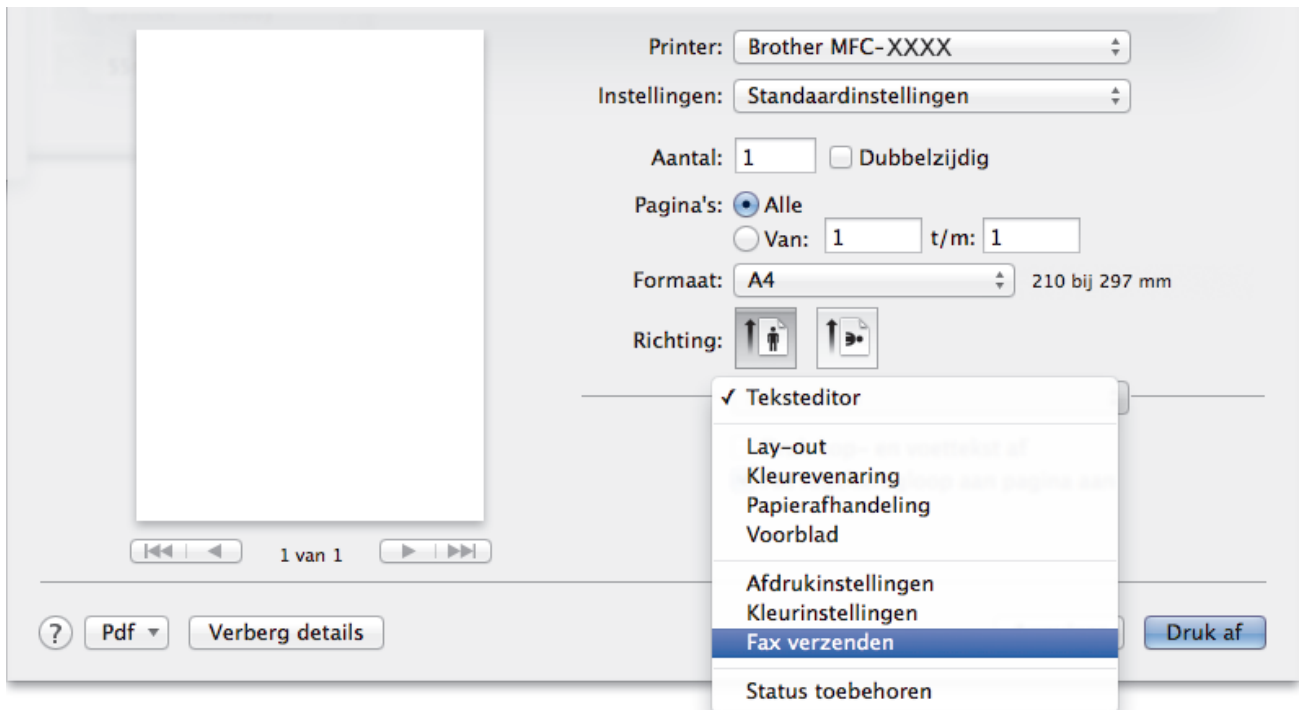 Printer: Brother MFC-XXXX
Instellingen: Standaardinstellingen
Aantal: 1 Dubbelzijdig
Pagina's: Alle
Van: 1 t/m: 1
Formaat: A4 210 bij 297 mm
Richting:
✓ Teksteditor
Lay-out
Kleurevenaring
Papierafhandeling
Voorblad
1 van 1
Afdrukinstellingen
Kleurinstellingen
Fax verzenden
? Pdf Verberg details Druk af
Status toebehoren